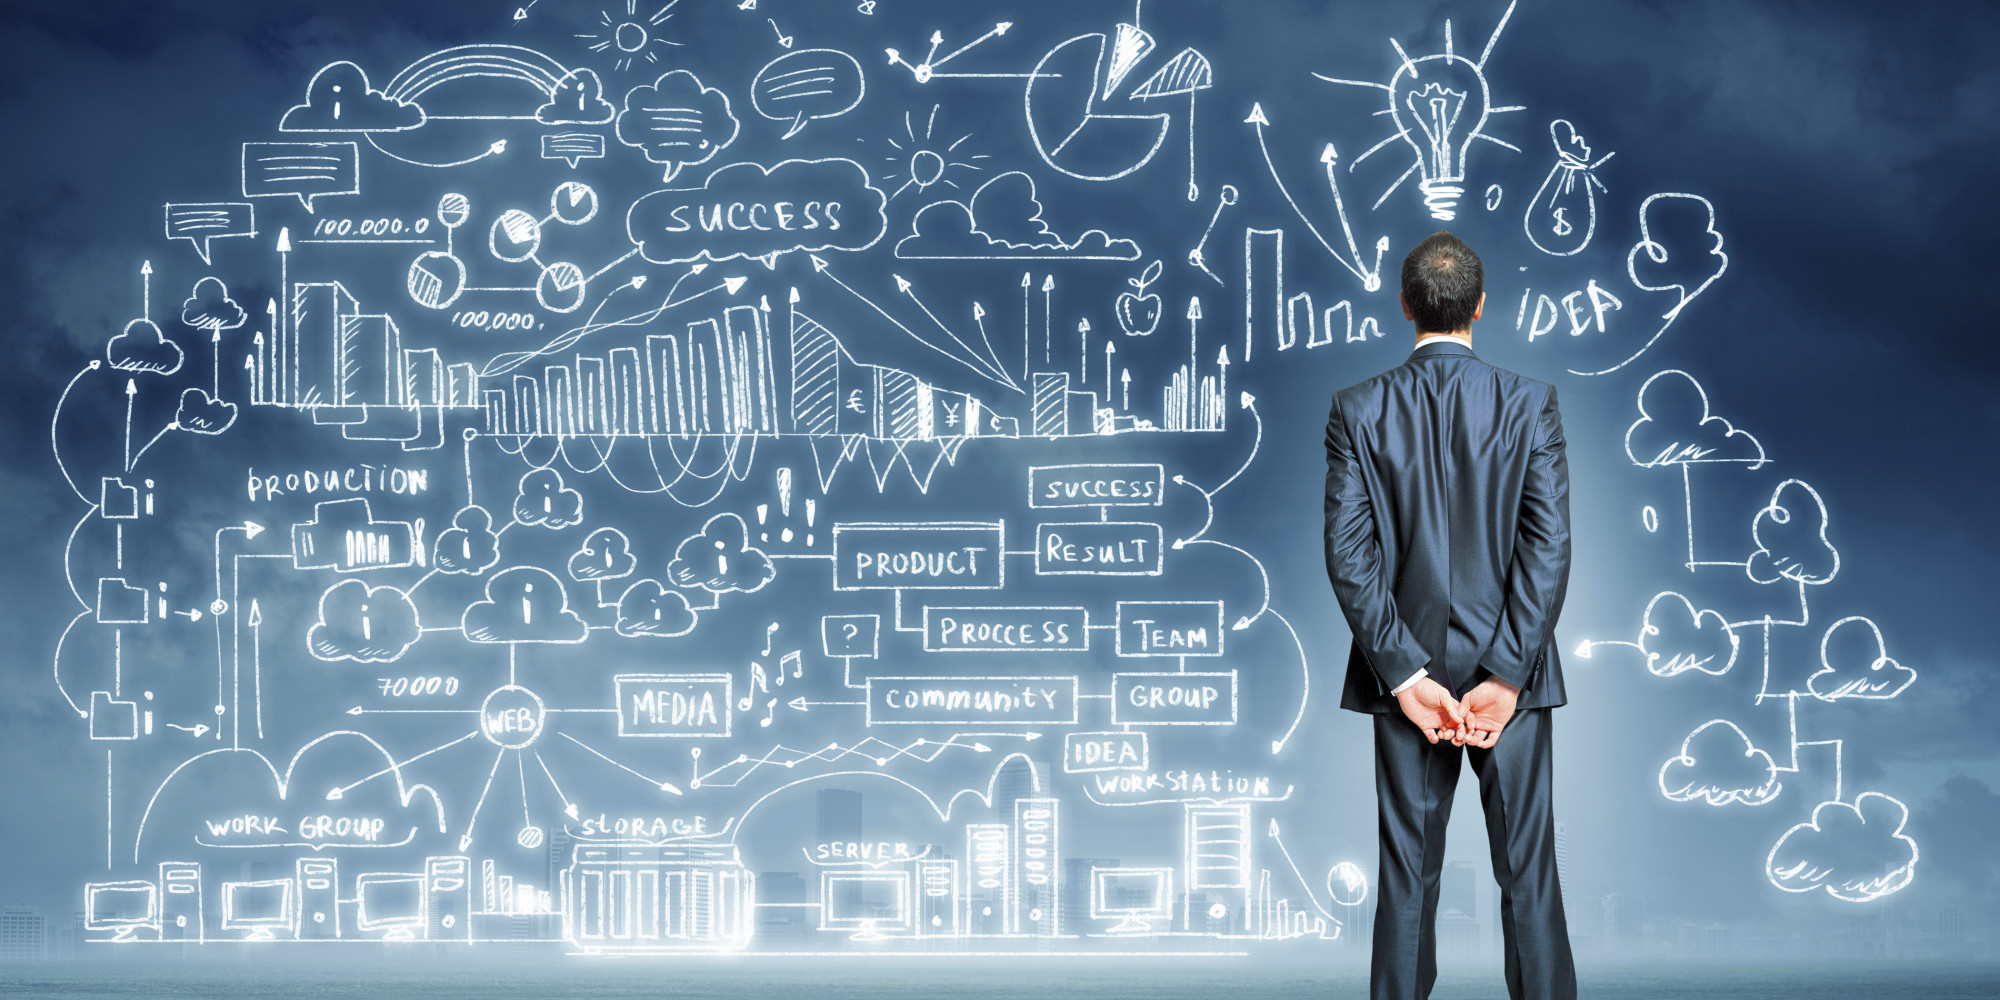 i
i
SUCCESS
$
iDEA
100.000.0
100,000.
€
¥
¢
PRODUCTiON
SUCCESS
RESULT
PRODUCT
i
i
i
i
i
i
i
i
i
i
!!!
PROCCESS
TEAM
?
COMMUNiTY
GROUP
MEDiA
70000
WEB
IDEA
WORKSTATiON
WORK GROUP
STORAGE
SERVER